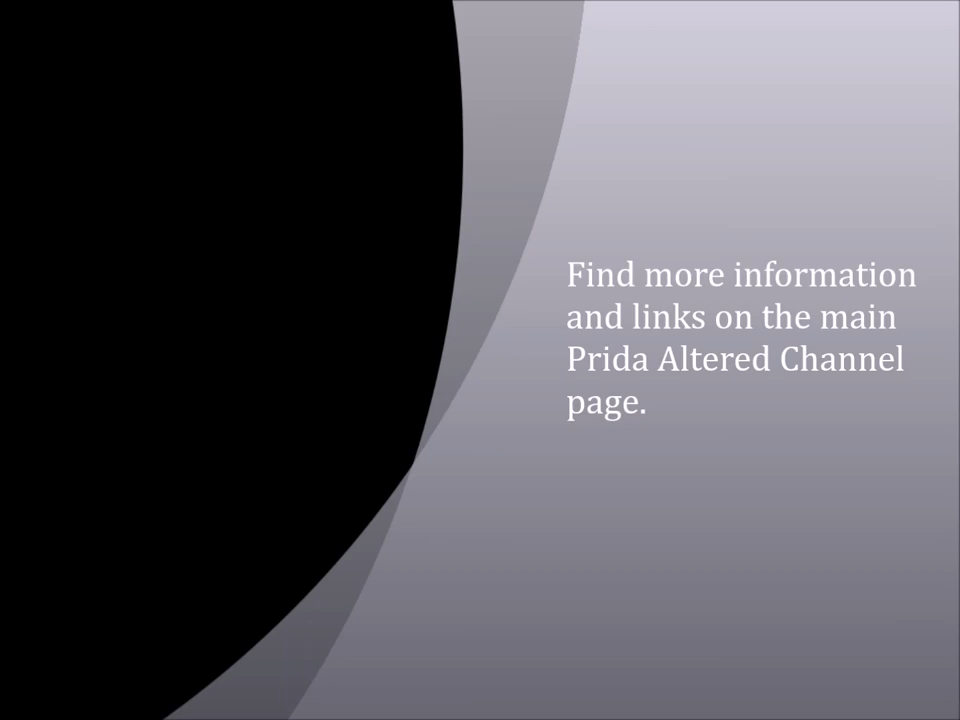 Find more information
and links on the main
Prida Altered Channel
page.